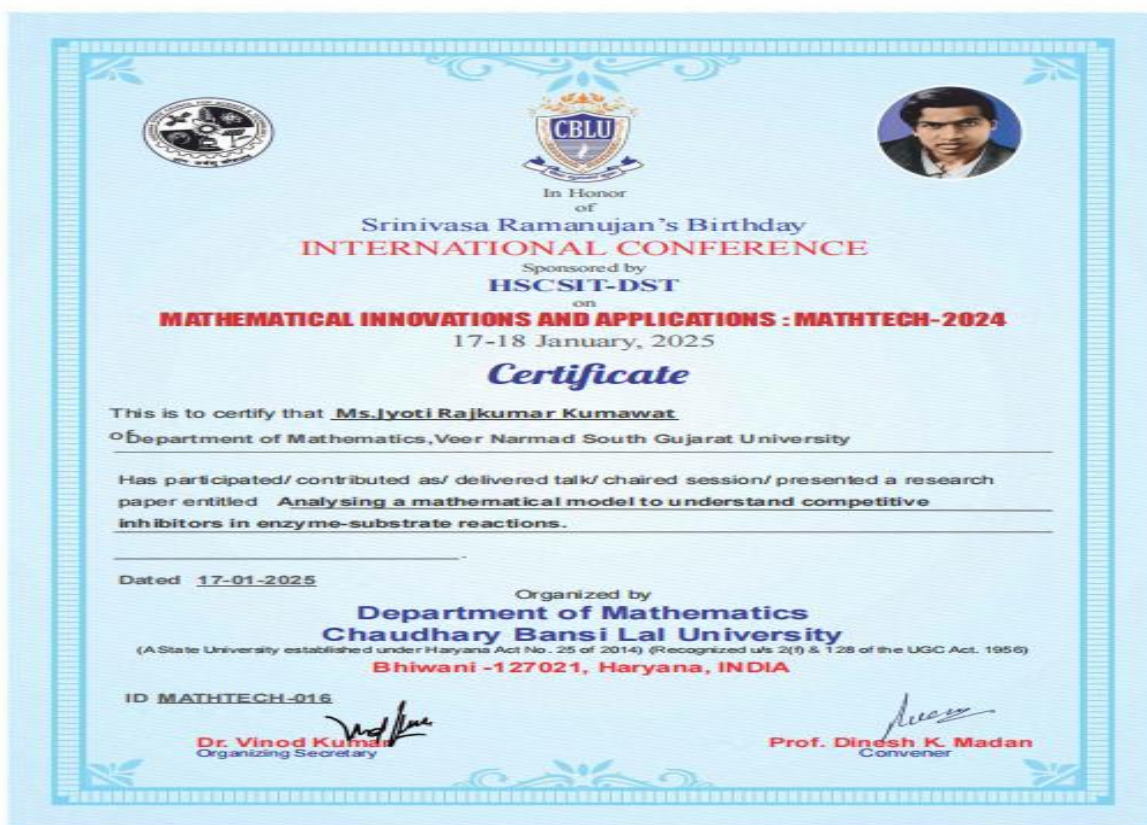 CBLU
In Honor
of
Srinivasa Ramanujan's Birthday
INTERNATIONAL CONFERENCE
Sponsored by
HSCSIT-DST
on
MATHEMATICAL INNOVATIONS AND APPLICATIONS : MATHTECH-2024
17-18 January, 2025
Certificate
This is to certify that Ms.Jyoti Rajkumar Kumawat
of Department of Mathematics,Veer Narmad South Gujarat University
Has participated/ contributed as/ delivered talk/ chaired session/ presented a research
paper entitled Analysing a mathematical model to understand competitive
inhibitors in enzyme-substrate reactions.
Dated 17-01-2025
Organized by
Department of Mathematics
Chaudhary Bansi Lal University
(A State University established under Haryana Act No. 25 of 2014) (Recognized u/s 2(f) & 128 of the UGC Act. 1956)
Bhiwani -127021, Haryana, INDIA
ID MATHTECH-016
Dr. Vinod Kumar
Organizing Secretary
Prof. Dinesh K. Madan
Convener